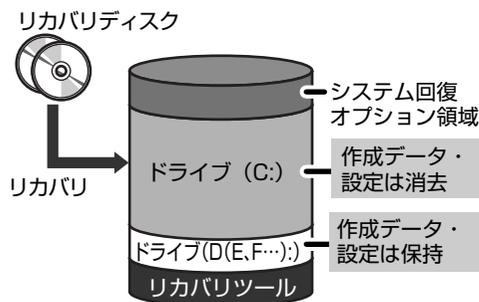 リカバリディスク
システム回復
オプション領域
ドライブ（C:）
作成データ・
設定は消去
リカバリ
作成データ・
設定は保持
ドライブ(D(E、F…):)
リカバリツール